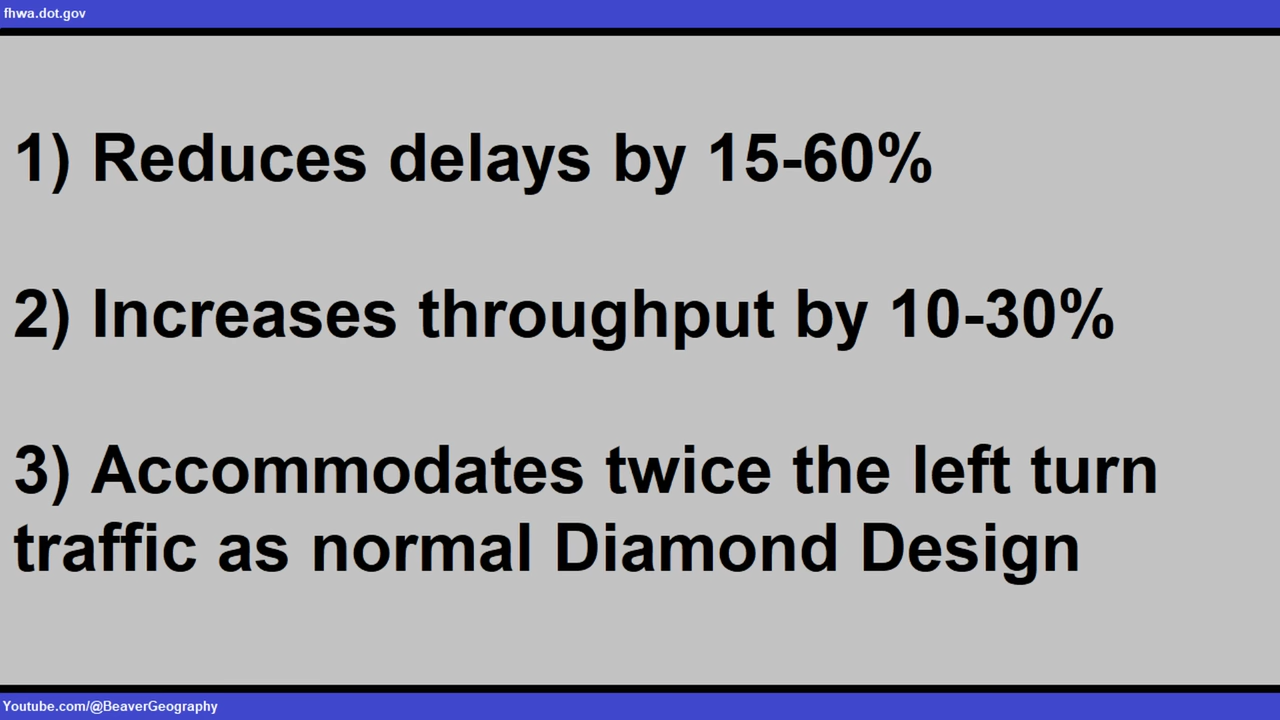 fhwa.dot.gov
1) Reduces delays by 15-60%
2) Increases throughput by 10-30%
3) Accommodates twice the left turn
traffic as normal Diamond Design
Youtube.com/@BeaverGeography